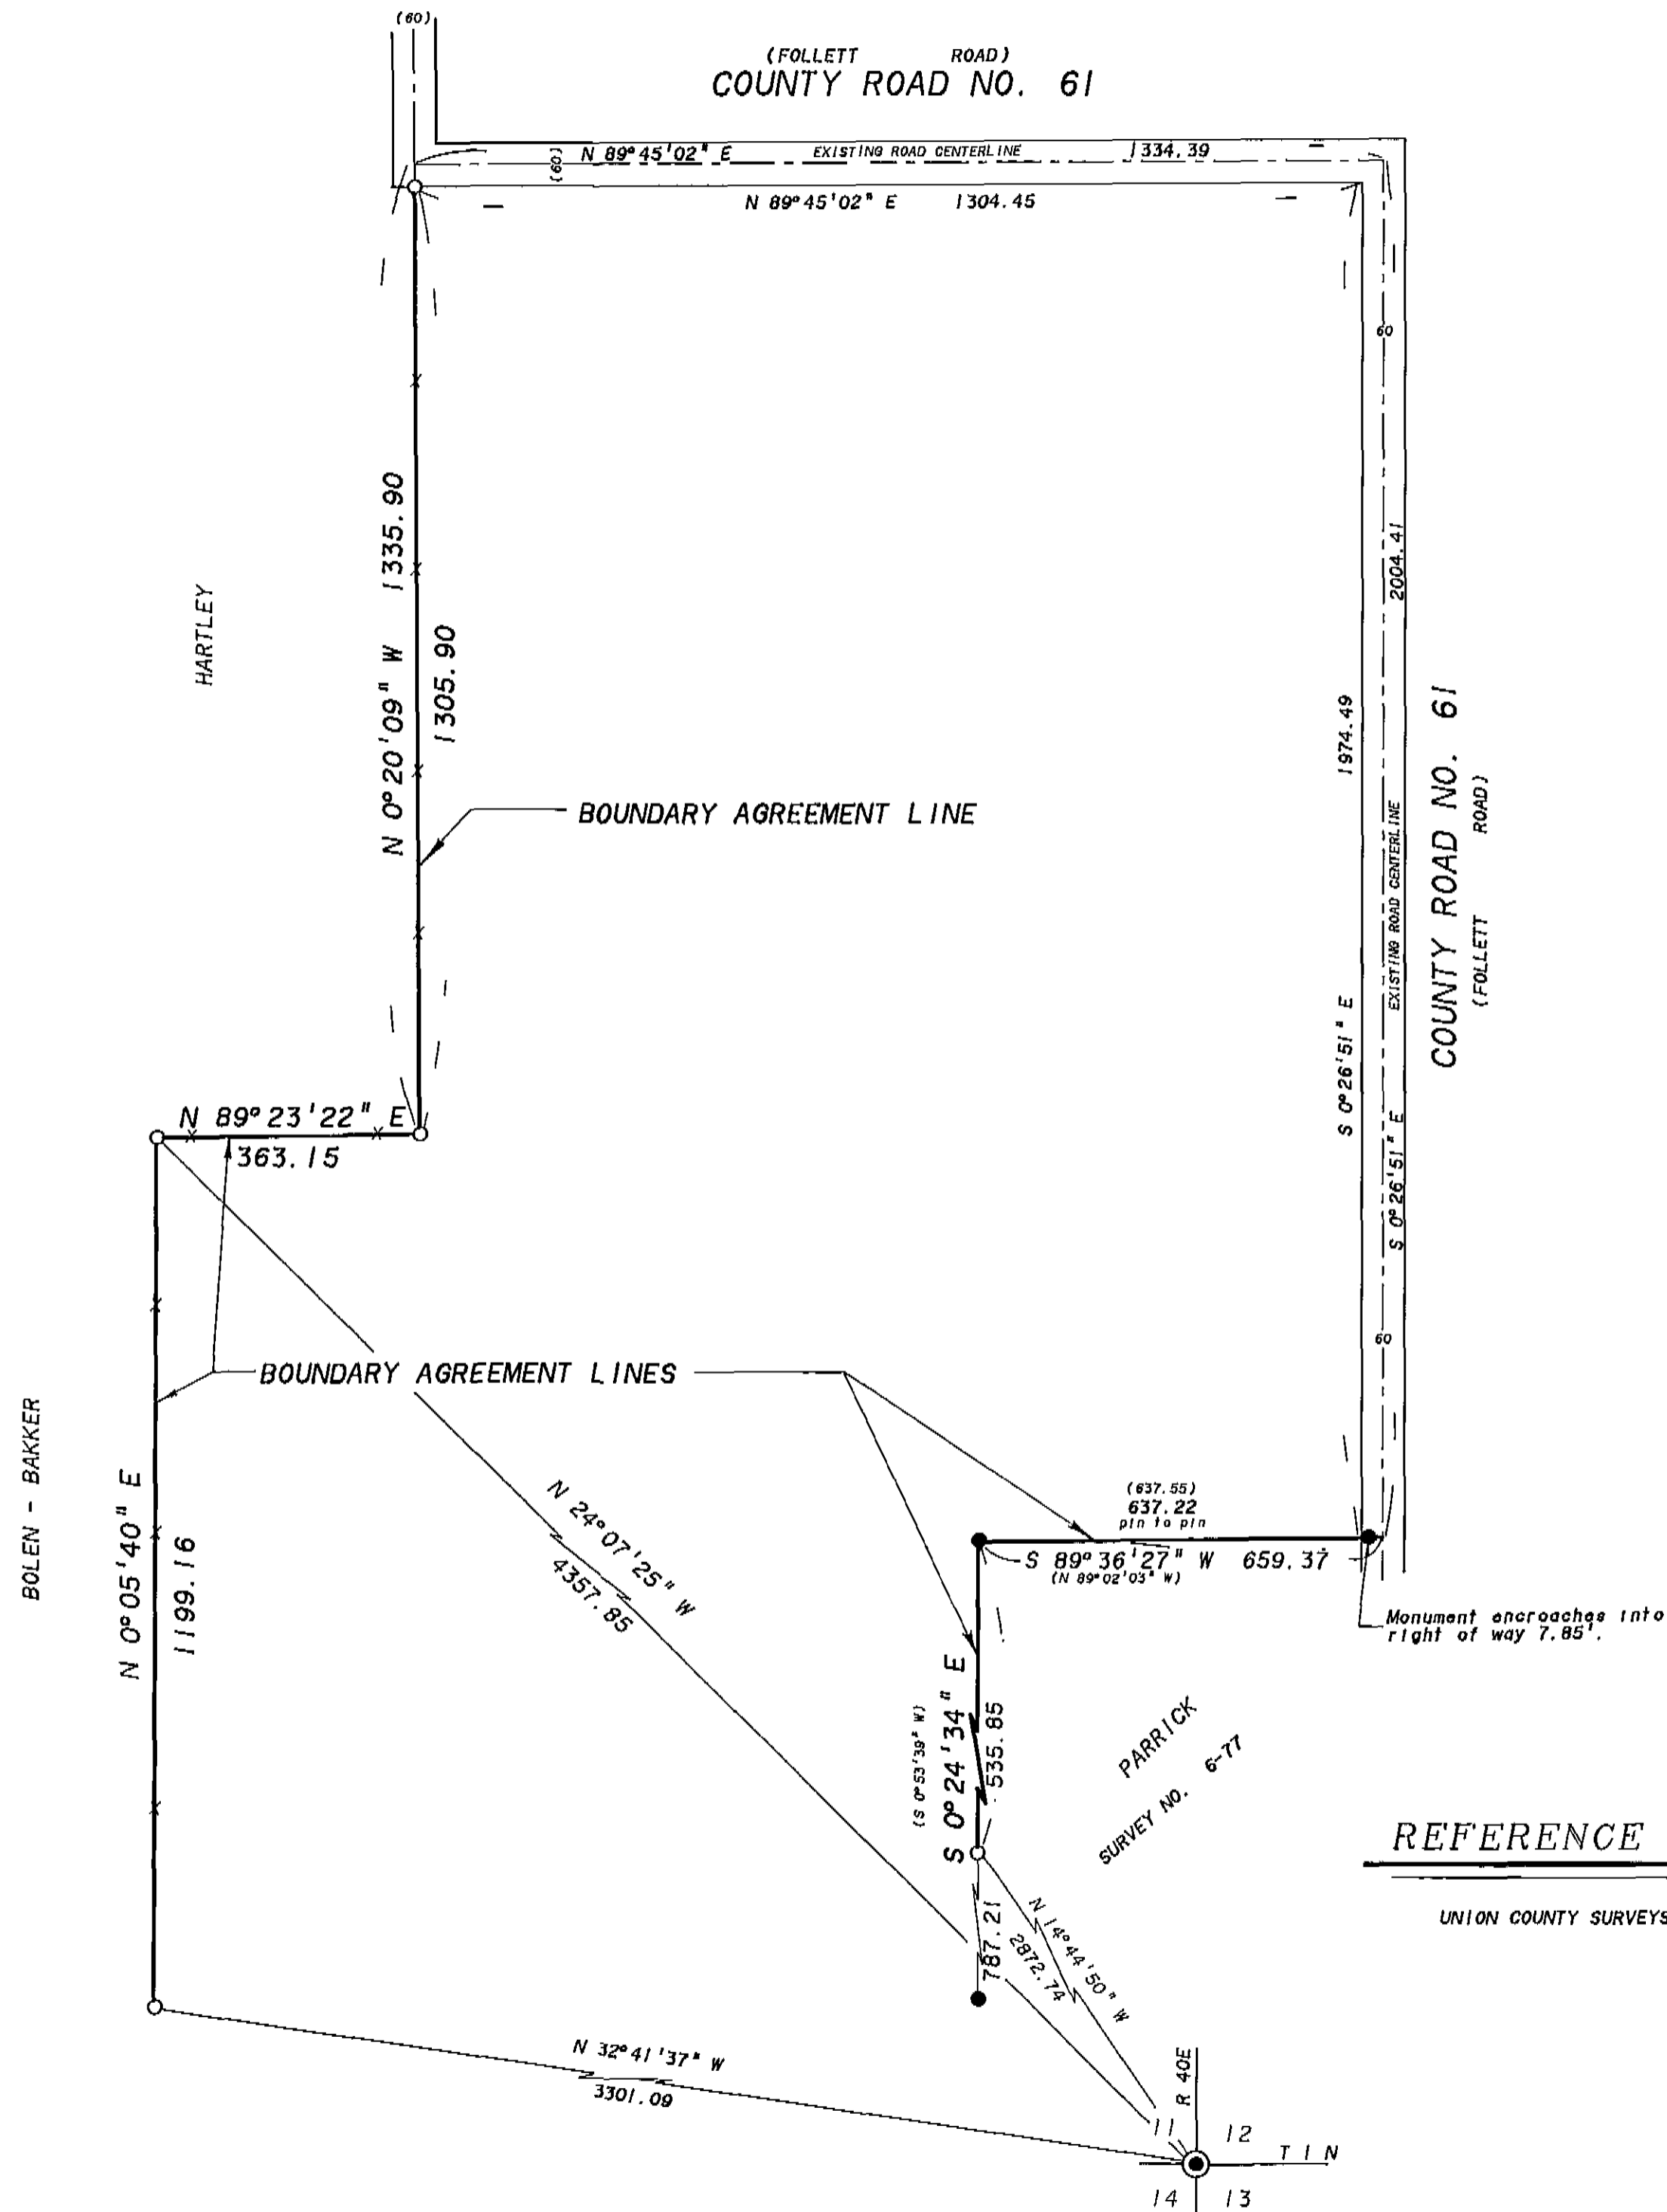 (60)
(FOLLETT ROAD)
COUNTY ROAD NO. 61
N 89°45'02" E EXISTING ROAD CENTERLINE 1334.39
(60)
N 89°45'02" E 1304.45
60
HARTLEY
N 0°20'09" W 1335.90
1305.90
BOUNDARY AGREEMENT LINE
S 0°26'51" E 1974.49
S 0°26'51" E EXISTING ROAD CENTERLINE 2004.41
COUNTY ROAD NO. 61
(FOLLETT ROAD)
N 89°23'22" E
363.15
60
BOUNDARY AGREEMENT LINES
BOLEN - BAKKER
N 0°05'40" E
1199.16
N 24°07'25" W
4357.85
(637.55)
637.22
pin to pin
S 89°36'27" W 659.37
(N 89°02'03" W)
Monument encroaches into
right of way 7.85'.
(S 0°53'39" W)
S 0°24'34" E
535.85
PARRICK
SURVEY NO. 6-77
REFERENCE
UNION COUNTY SURVEYS
787.21
N 14°44'50" W
2872.74
N 32°41'37" W
3301.09
R 40E
11 12
T 1 N
14 13